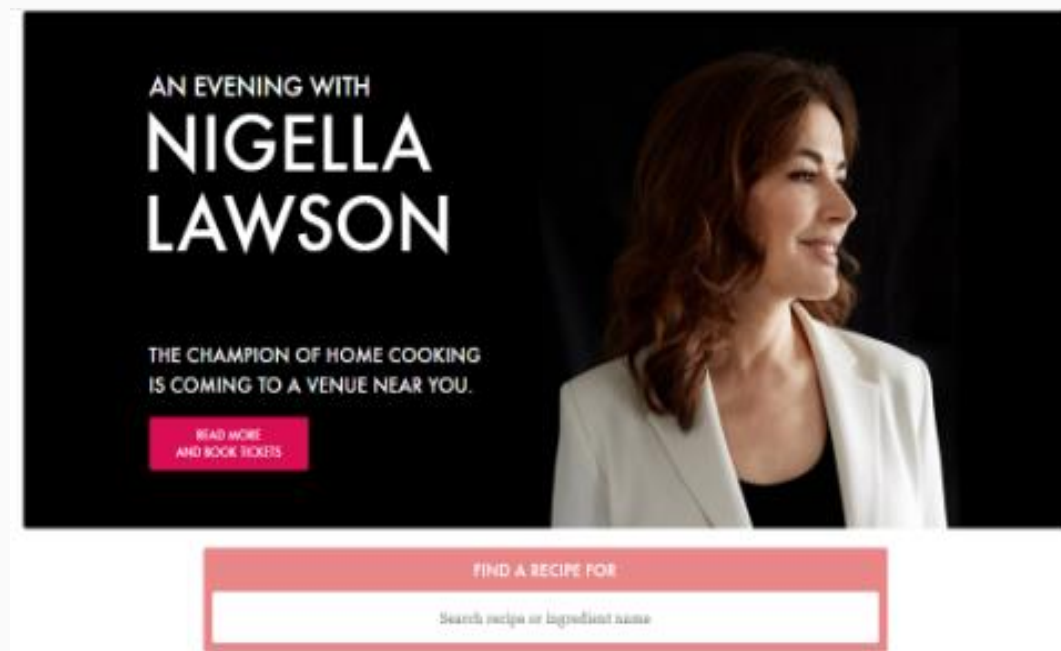 AN EVENING WITH
NIGELLA
LAWSON
THE CHAMPION OF HOME COOKING
IS COMING TO A VENUE NEAR YOU.
READ MORE
AND BOOK TICKETS
FIND A RECIPE FOR
Search recipe or ingredient name